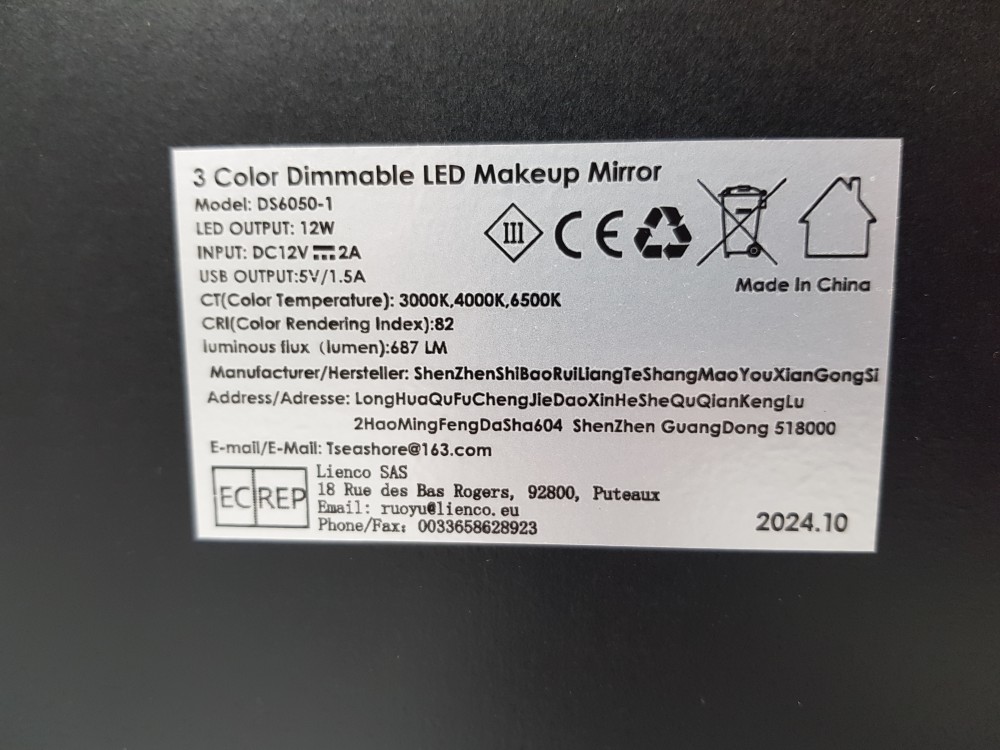 3 Color Dimmable LED Makeup Mirror
Model: DS6050-1
LED OUTPUT: 12W
INPUT: DC12V⎓2A
USB OUTPUT:5V/1.5A
CT(Color Temperature): 3000K,4000K,6500K
CRI(Color Rendering Index):82
luminous flux (lumen):687 LM
III CE
Made In China
Manufacturer/Hersteller: ShenZhenShiBaoRuiLiangTeShangMaoYouXianGongSi
Address/Adresse: LongHuaQuFuChengJieDaoXinHeSheQuQianKengLu
2HaoMingFengDaSha604 ShenZhen GuangDong 518000
E-mail/E-Mail: Tseashore@163.com
EC REP
Lienco SAS
18 Rue des Bas Rogers, 92800, Puteaux
Email: ruoyu@lienco.eu
Phone/Fax: 0033658628923
2024.10